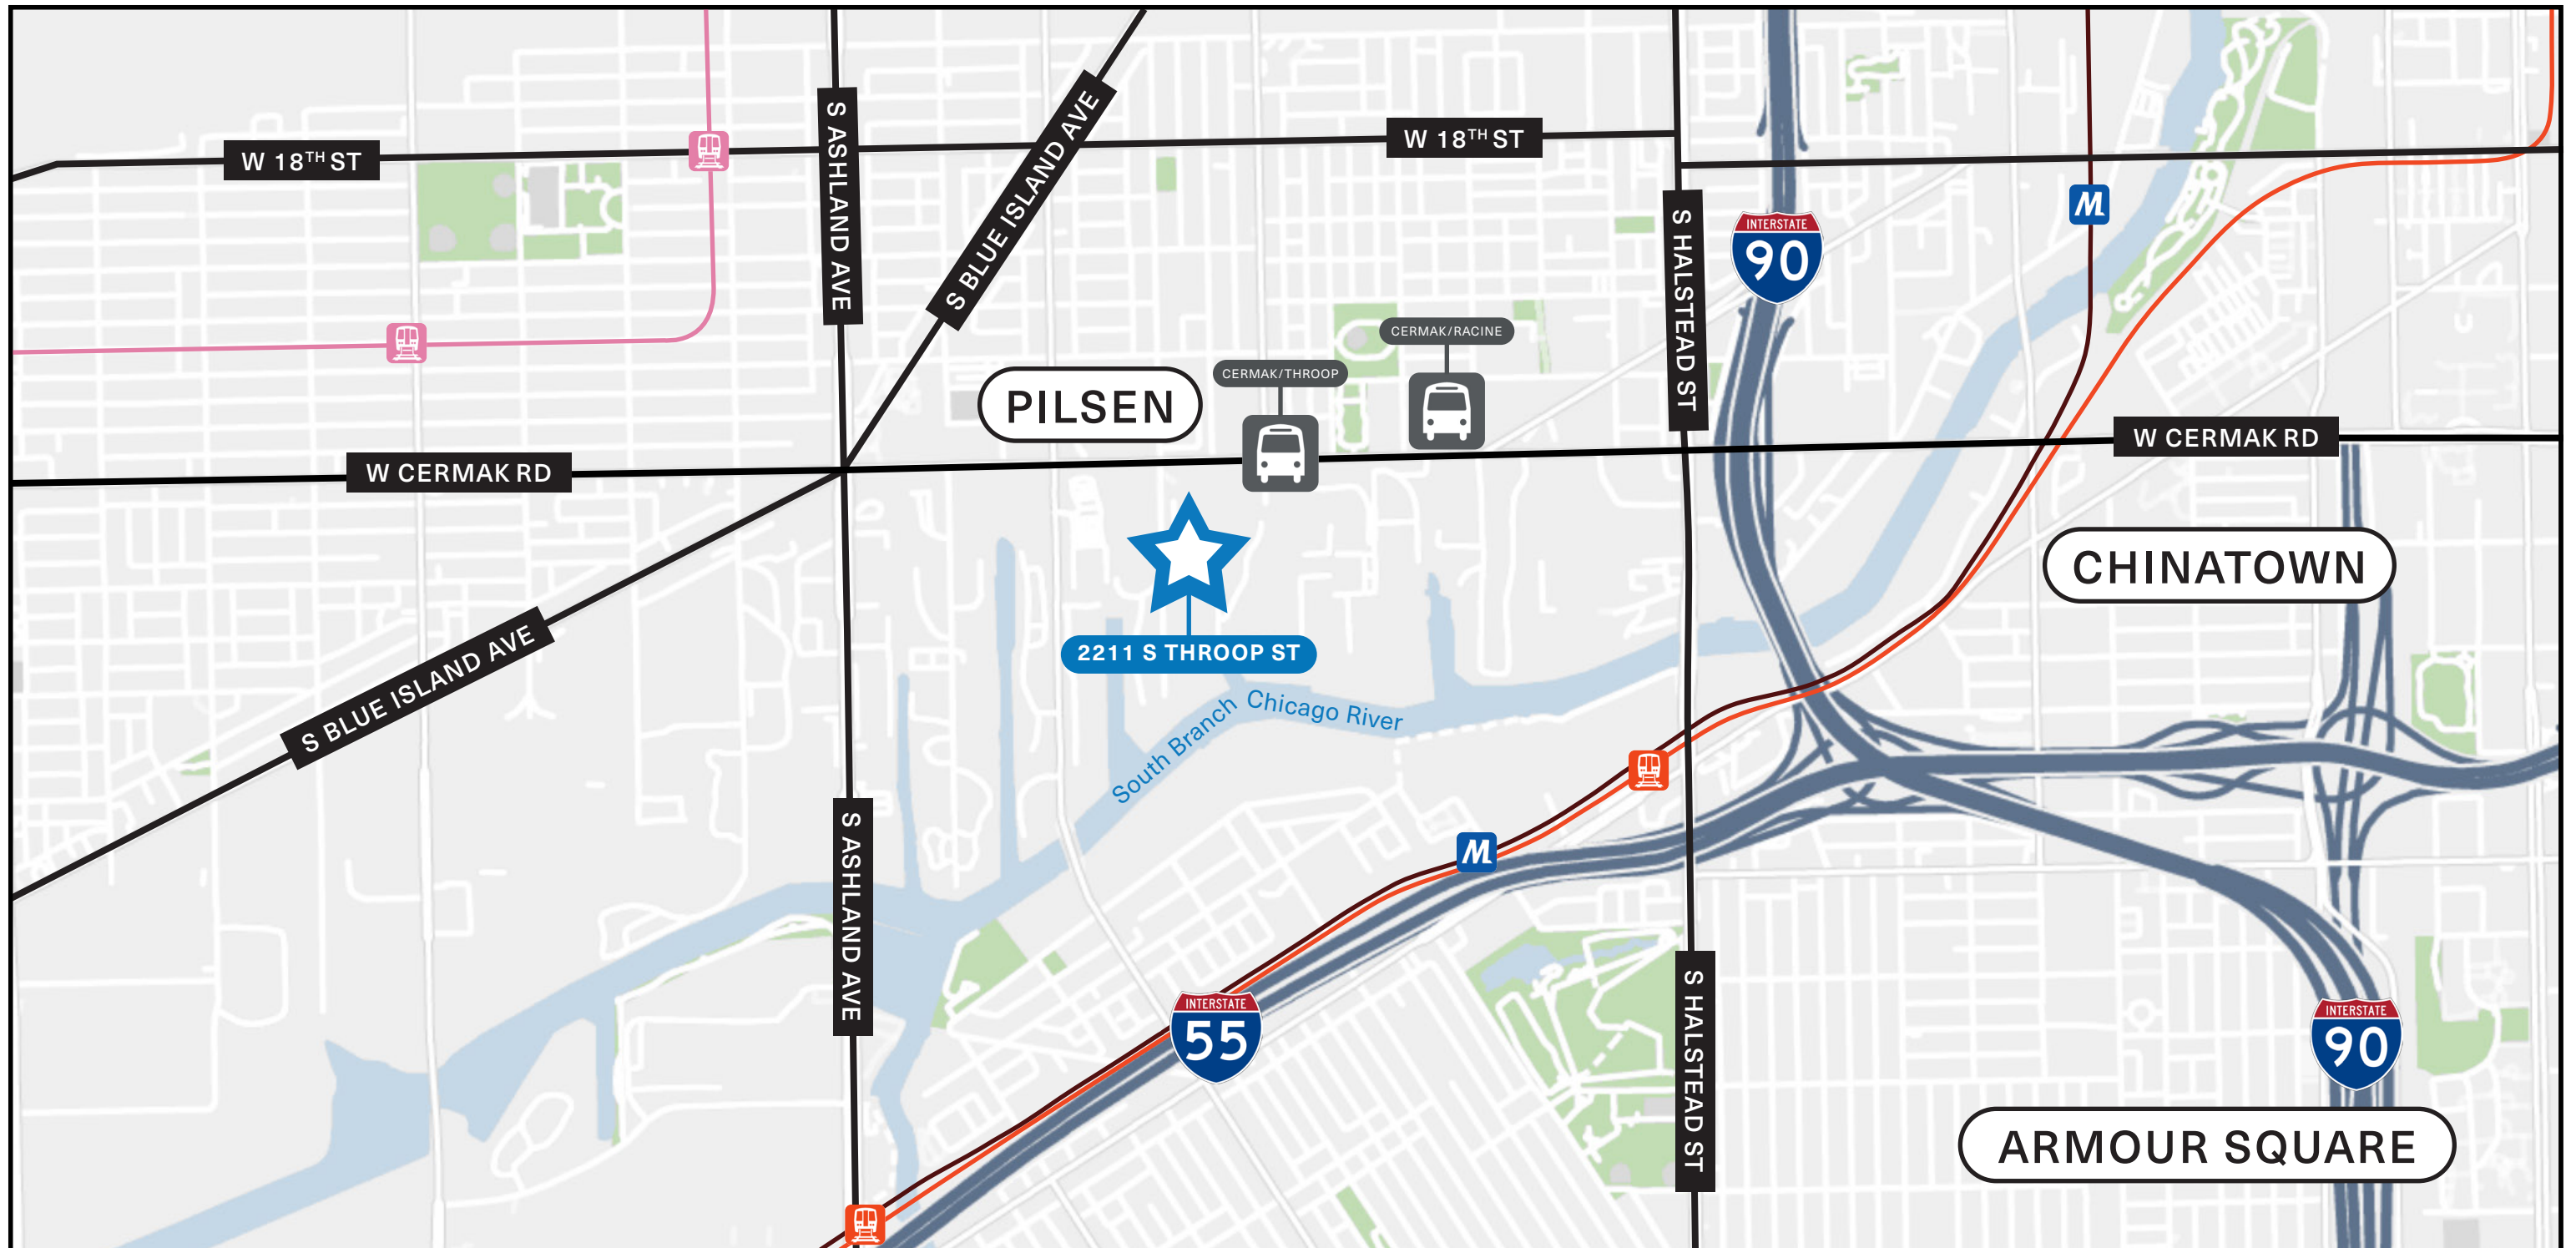 S ASHLAND AVE
S BLUE ISLAND AVE
W 18TH ST
W 18TH ST
M
INTERSTATE
90
S HALSTEAD ST
CERMAK/RACINE
CERMAK/THROOP
PILSEN
W CERMAK RD
W CERMAK RD
CHINATOWN
2211 S THROOP ST
S BLUE ISLAND AVE
South Branch Chicago River
M
S ASHLAND AVE
INTERSTATE
55
S HALSTEAD ST
INTERSTATE
90
ARMOUR SQUARE